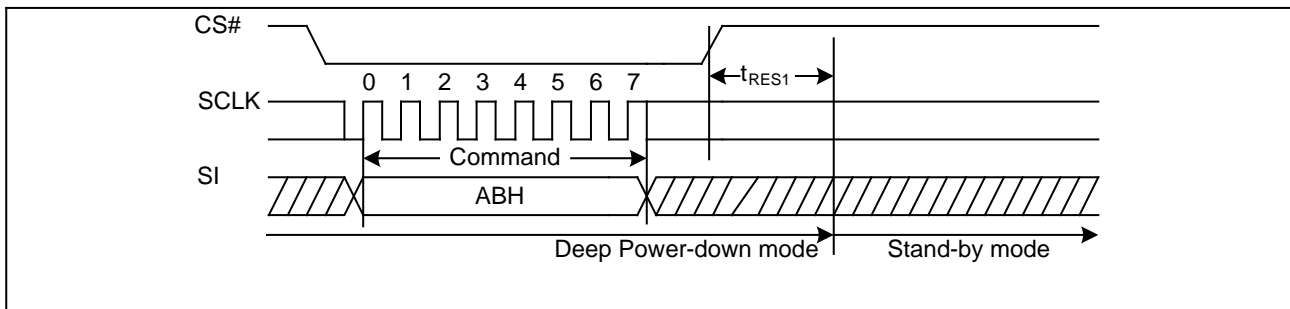 CS#
tRES1
0 1 2 3 4 5 6 7
SCLK
Command
SI
ABH
Deep Power-down mode Stand-by mode